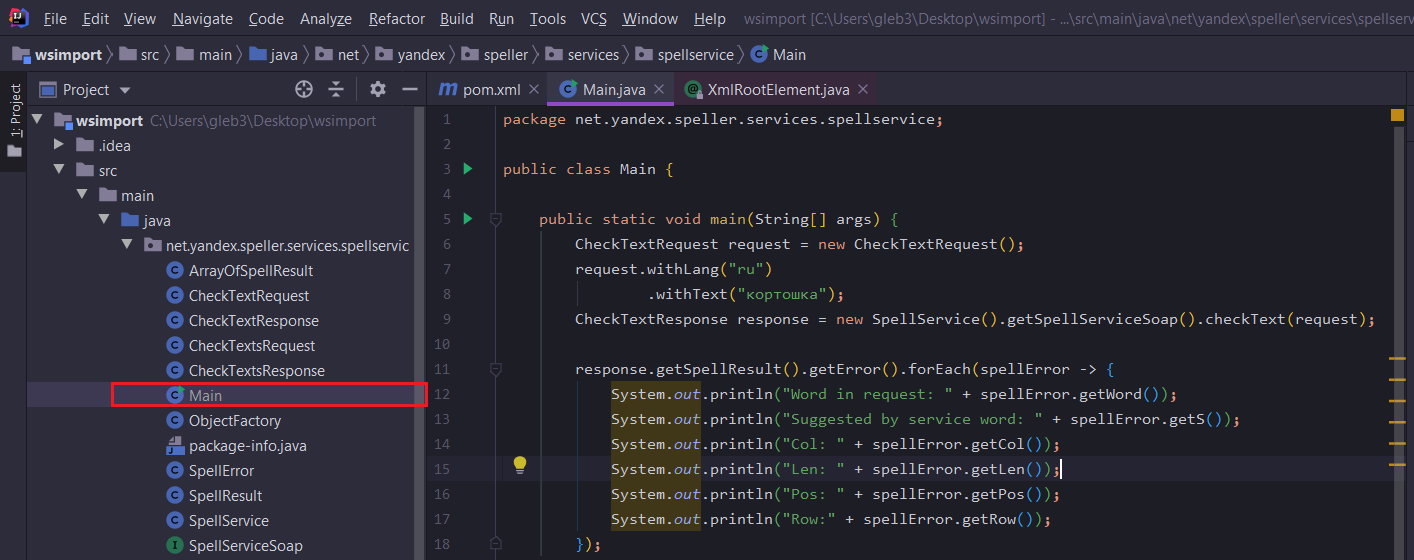 File Edit View Navigate Code Analyze Refactor Build Run Tools VCS Window Help wsimport [C:\Users\gleb3\Desktop\wsimport] - ...\src\main\java\net\yandex\speller\services\spellserv
wsimport src main java net yandex speller services spellservice Main
1: Project
Project
wsimport C:\Users\gleb3\Desktop\wsimport
.idea
src
main
java
net.yandex.speller.services.spellservic
ArrayOfSpellResult
CheckTextRequest
CheckTextResponse
CheckTextsRequest
CheckTextsResponse
Main
ObjectFactory
package-info.java
SpellError
SpellResult
SpellService
SpellServiceSoap
pom.xml Main.java XmlRootElement.java
1 package net.yandex.speller.services.spellservice;
2
3 public class Main {
4
5 public static void main(String[] args) {
6 CheckTextRequest request = new CheckTextRequest();
7 request.withLang("ru")
8 .withText("кортошка");
9 CheckTextResponse response = new SpellService().getSpellServiceSoap().checkText(request);
10
11 response.getSpellResult().getError().forEach(spellError -> {
12 System.out.println("Word in request: " + spellError.getWord());
13 System.out.println("Suggested by service word: " + spellError.getS());
14 System.out.println("Col: " + spellError.getCol());
15 System.out.println("Len: " + spellError.getLen());
16 System.out.println("Pos: " + spellError.getPos());
17 System.out.println("Row:" + spellError.getRow());
18 });